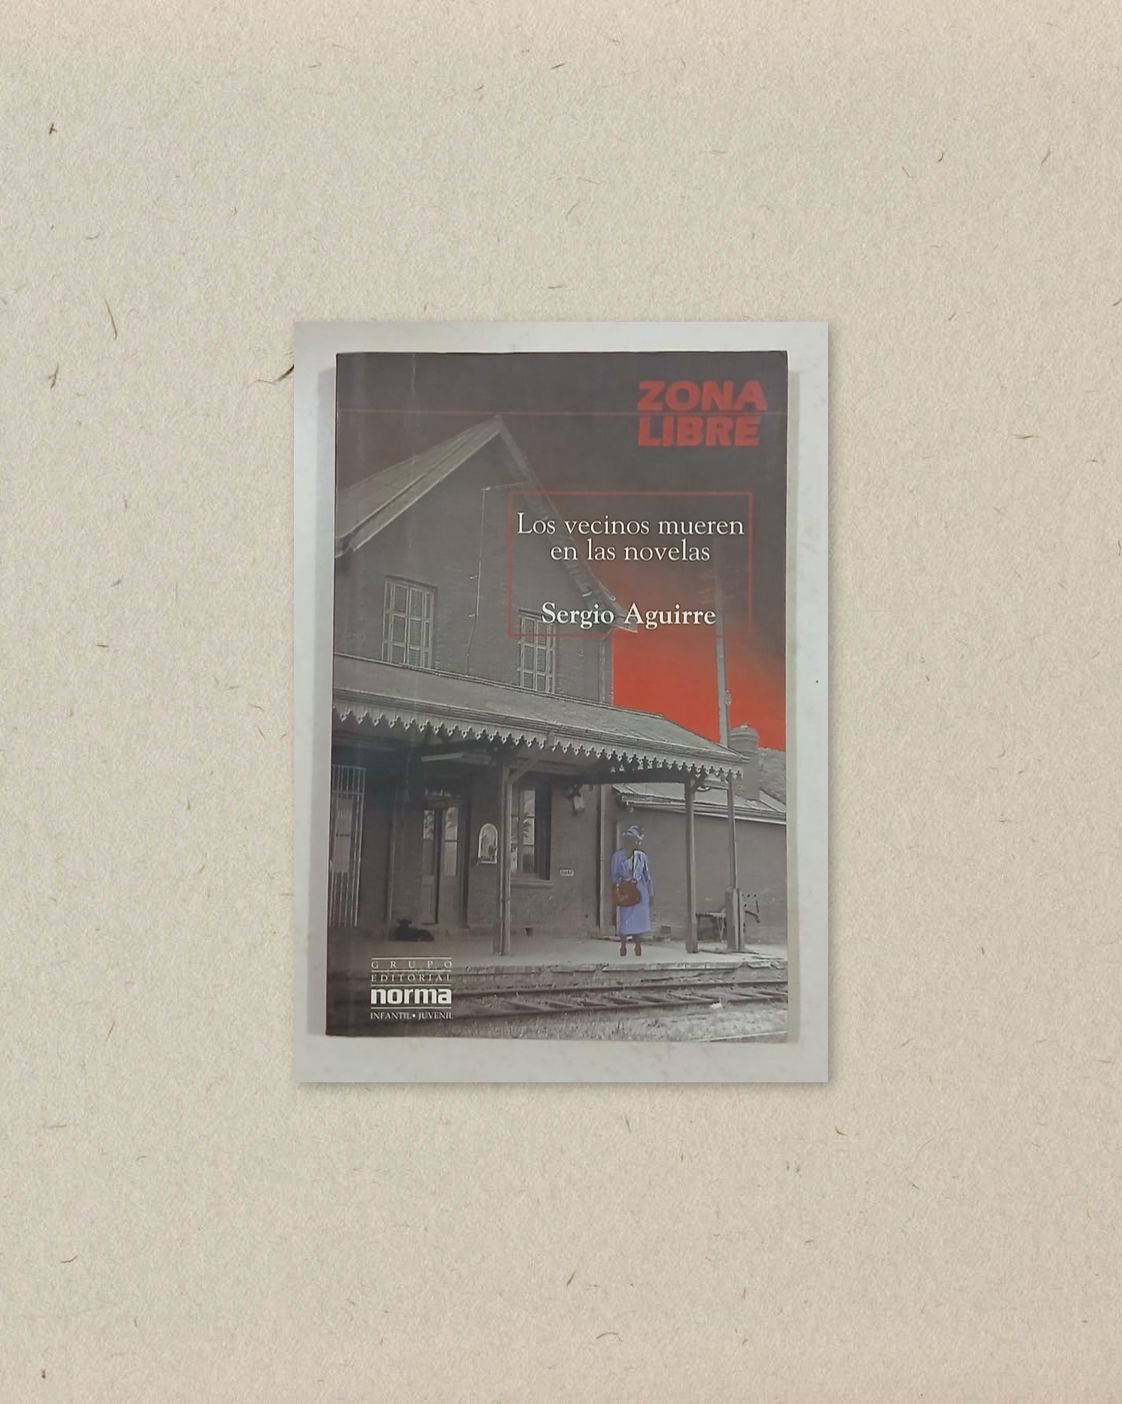 ZONA
LIBRE
Los vecinos mueren
en las novelas
Sergio Aguirre
GRUPO
EDITORIAL
norma
INFANTIL • JUVENIL